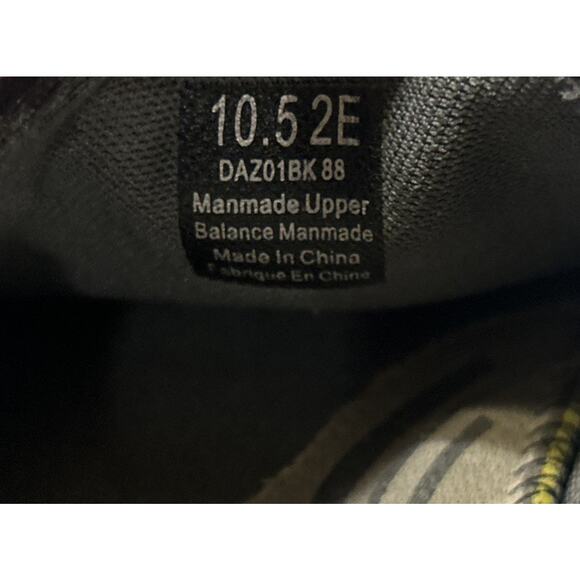 10.5 2E
DAZ01BK 88
Manmade Upper
Balance Manmade
Made In China
Fabrique En Chine